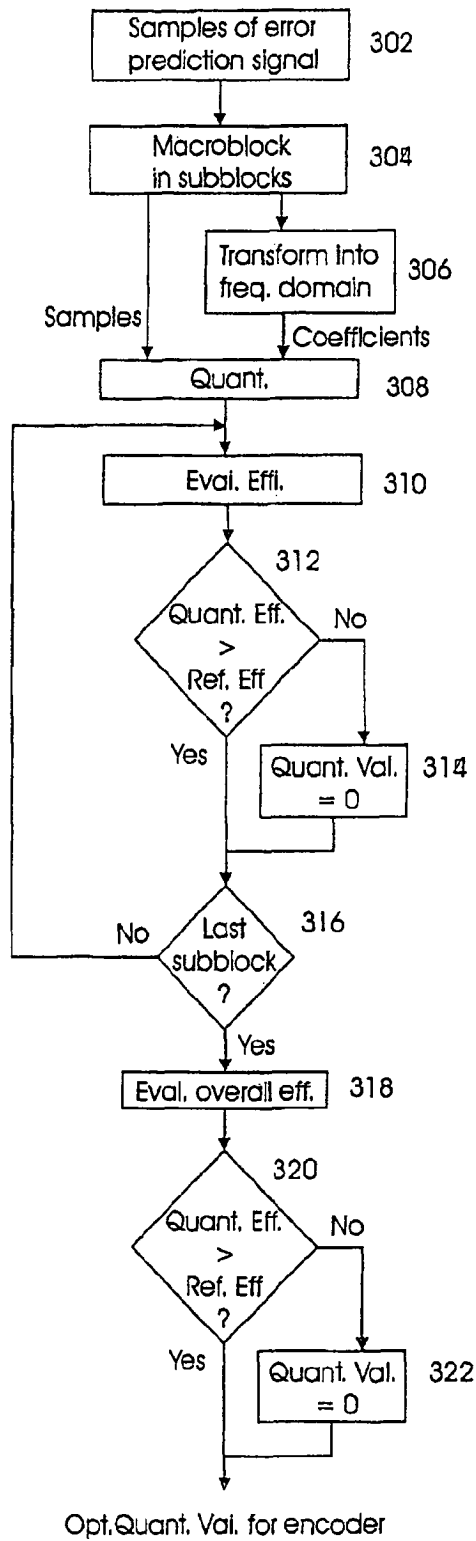 Samples of error
prediction signal
302
Macroblock
in subblocks
304
Transform into
freq. domain
306
Samples
Coefficients
Quant.
308
Eval. Effi.
310
312
Quant. Eff.
>
Ref. Eff
?
No
Yes
Quant. Val.
= 0
314
316
No
Last
subblock
?
Yes
Eval. overall eff.
318
320
Quant. Eff.
>
Ref. Eff
?
No
Yes
Quant. Val.
= 0
322
Opt.Quant. Val. for encoder